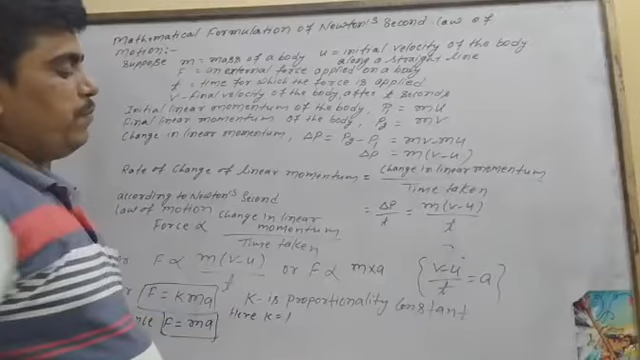 Mathematical Formulation of Newton's Second law of
motion:-
Suppose m = mass of a body u = initial velocity of the body
along a straight line
F = an external force applied on a body
t = time for which the force is applied
v - final velocity of the body, after t seconds
Initial linear momentum of the body, P₁ = mu
Final linear momentum of the body, P₂ = mv
Change in linear momentum, ΔP = P₂ - P₁ = mv - mu
ΔP = m(v-u)
Rate of change of linear momentum = Change in linear momentum
Time taken
according to Newton's Second
= ΔP/t = m(v-u)/t
law of motion Change in linear
Force ∝ momentum
Time taken
or F ∝ m(v-u)/t or F ∝ m×a { v-u/t = a }
F = Kma K - is proportionality Constant
F = ma Here K = 1